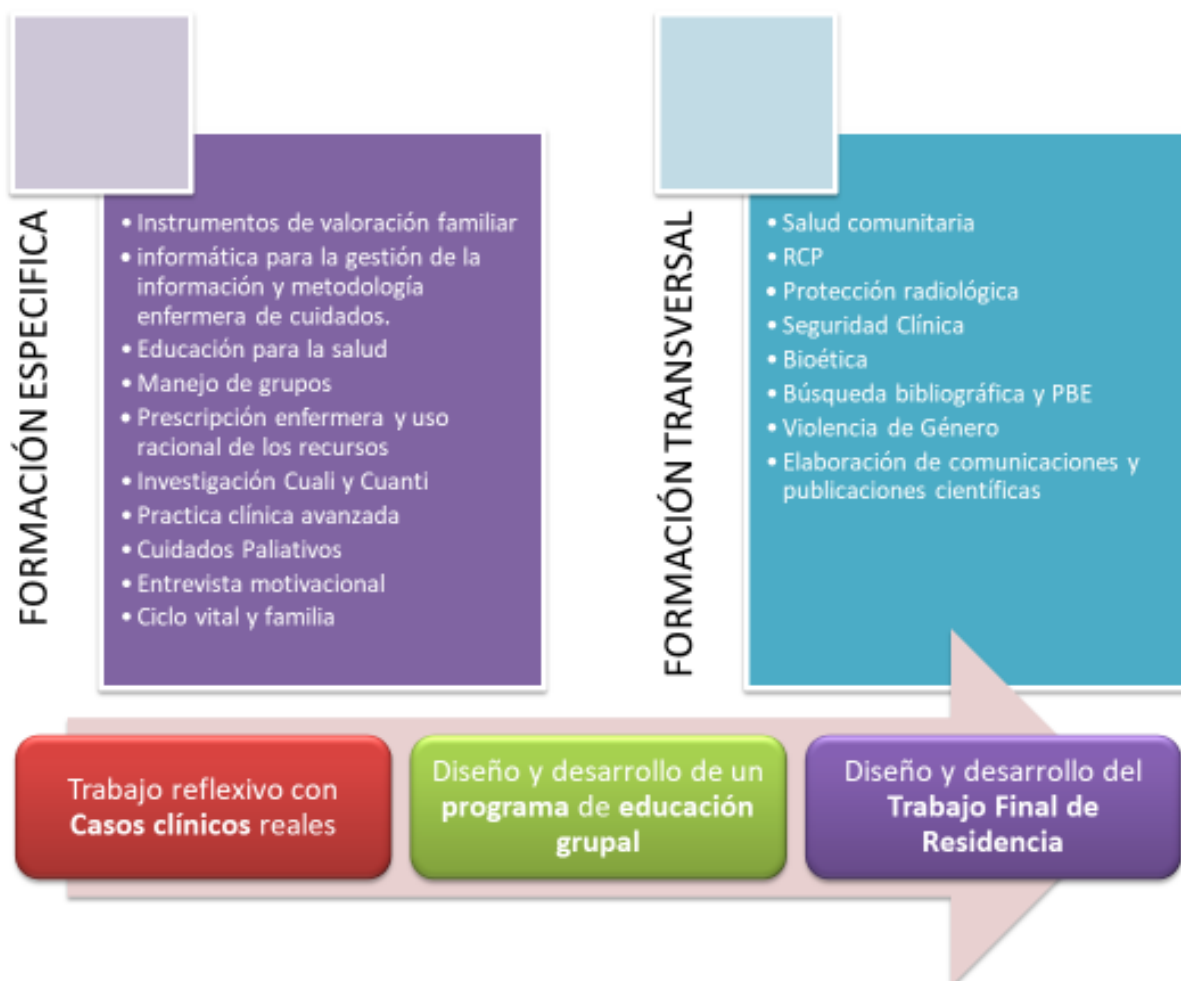 FORMACIÓN ESPECIFICA
• Instrumentos de valoración familiar
• informática para la gestión de la
información y metodología
enfermera de cuidados.
• Educación para la salud
• Manejo de grupos
• Prescripción enfermera y uso
racional de los recursos
• Investigación Cuali y Cuanti
• Practica clínica avanzada
• Cuidados Paliativos
• Entrevista motivacional
• Ciclo vital y familia
FORMACIÓN TRANSVERSAL
• Salud comunitaria
• RCP
• Protección radiológica
• Seguridad Clínica
• Bioética
• Búsqueda bibliográfica y PBE
• Violencia de Género
• Elaboración de comunicaciones y
publicaciones científicas
Trabajo reflexivo con
Casos clínicos reales
Diseño y desarrollo de un
programa de educación
grupal
Diseño y desarrollo del
Trabajo Final de
Residencia